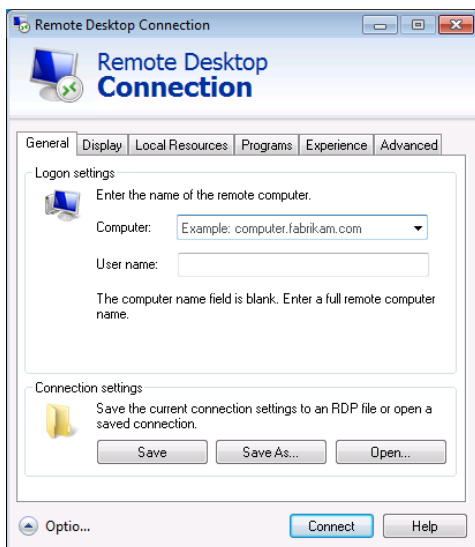 Remote Desktop Connection
Remote Desktop
Connection
General Display Local Resources Programs Experience Advanced
Logon settings
Enter the name of the remote computer.
Computer: Example: computer.fabrikam.com
User name:
The computer name field is blank. Enter a full remote computer
name.
Connection settings
Save the current connection settings to an RDP file or open a
saved connection.
Save Save As... Open...
Optio... Connect Help